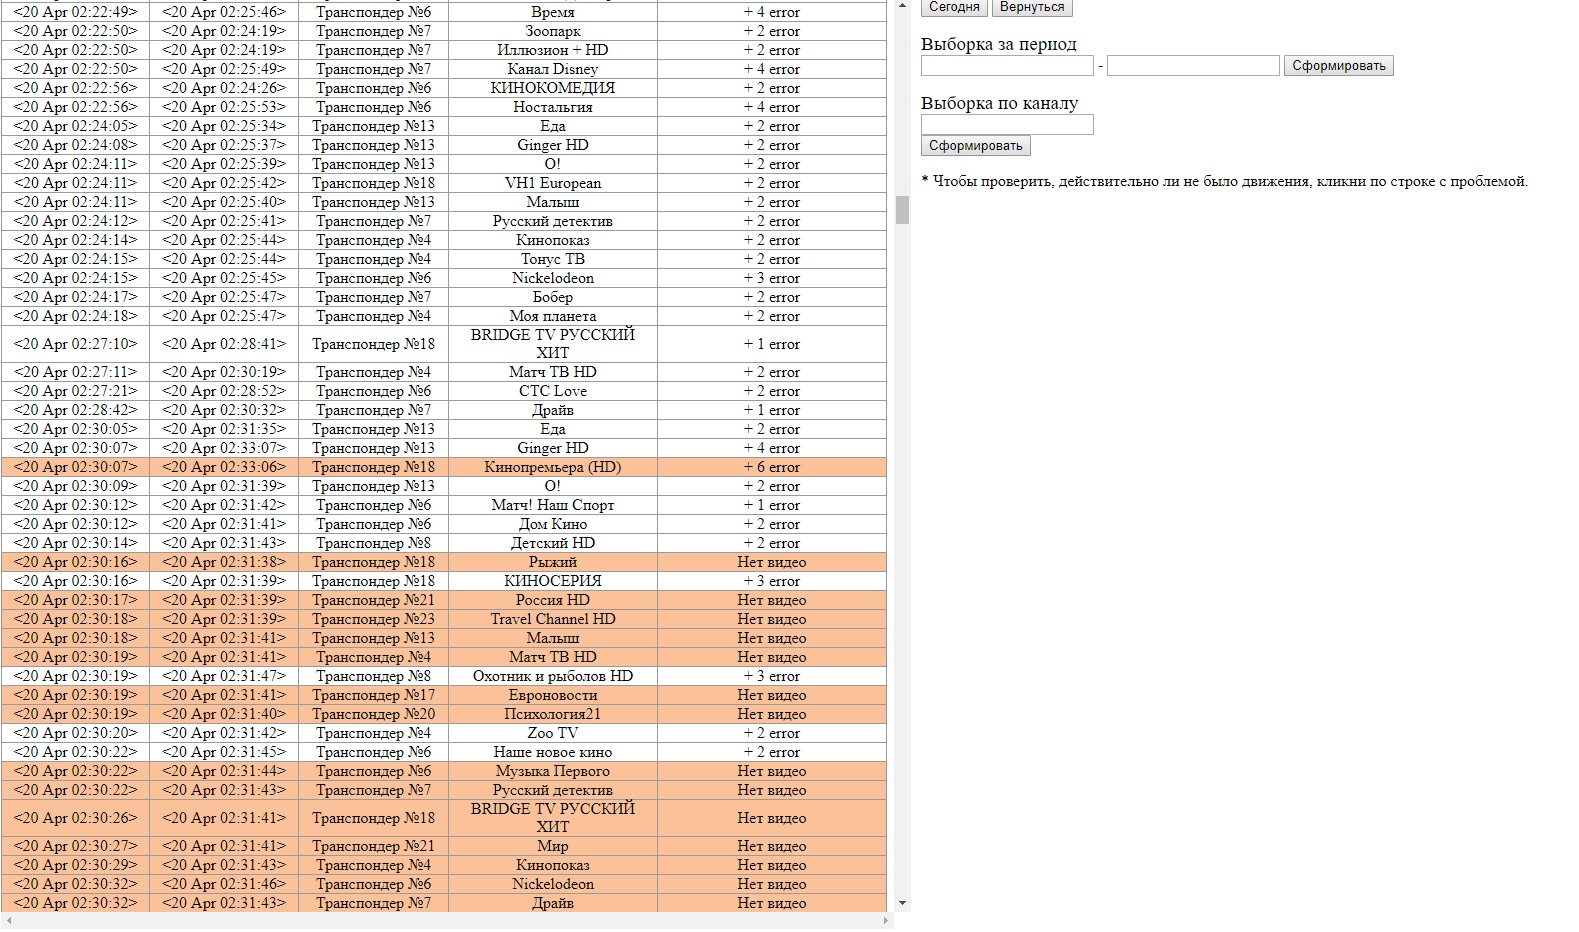 <20 Apr 02:22:49> <20 Apr 02:25:46> Транспондер №6 Время + 4 error
<20 Apr 02:22:50> <20 Apr 02:24:19> Транспондер №7 Зоопарк + 2 error
<20 Apr 02:22:50> <20 Apr 02:24:19> Транспондер №7 Иллюзион + HD + 2 error
<20 Apr 02:22:50> <20 Apr 02:25:49> Транспондер №7 Канал Disney + 4 error
<20 Apr 02:22:56> <20 Apr 02:24:26> Транспондер №6 КИНОКОМЕДИЯ + 2 error
<20 Apr 02:22:56> <20 Apr 02:25:53> Транспондер №6 Ностальгия + 4 error
<20 Apr 02:24:05> <20 Apr 02:25:34> Транспондер №13 Еда + 2 error
<20 Apr 02:24:08> <20 Apr 02:25:37> Транспондер №13 Ginger HD + 2 error
<20 Apr 02:24:11> <20 Apr 02:25:39> Транспондер №13 О! + 2 error
<20 Apr 02:24:11> <20 Apr 02:25:42> Транспондер №18 VH1 European + 2 error
<20 Apr 02:24:11> <20 Apr 02:25:40> Транспондер №13 Малыш + 2 error
<20 Apr 02:24:12> <20 Apr 02:25:41> Транспондер №7 Русский детектив + 2 error
<20 Apr 02:24:14> <20 Apr 02:25:44> Транспондер №4 Кинопоказ + 2 error
<20 Apr 02:24:15> <20 Apr 02:25:44> Транспондер №4 Тонус ТВ + 2 error
<20 Apr 02:24:15> <20 Apr 02:25:45> Транспондер №6 Nickelodeon + 3 error
<20 Apr 02:24:17> <20 Apr 02:25:47> Транспондер №7 Бобер + 2 error
<20 Apr 02:24:18> <20 Apr 02:25:47> Транспондер №4 Моя планета + 2 error
<20 Apr 02:27:10> <20 Apr 02:28:41> Транспондер №18 BRIDGE TV РУССКИЙ ХИТ + 1 error
<20 Apr 02:27:11> <20 Apr 02:30:19> Транспондер №4 Матч ТВ HD + 2 error
<20 Apr 02:27:21> <20 Apr 02:28:52> Транспондер №6 СТС Love + 2 error
<20 Apr 02:28:42> <20 Apr 02:30:32> Транспондер №7 Драйв + 1 error
<20 Apr 02:30:05> <20 Apr 02:31:35> Транспондер №13 Еда + 2 error
<20 Apr 02:30:07> <20 Apr 02:33:07> Транспондер №13 Ginger HD + 4 error
<20 Apr 02:30:07> <20 Apr 02:33:06> Транспондер №18 Кинопремьера (HD) + 6 error
<20 Apr 02:30:09> <20 Apr 02:31:39> Транспондер №13 О! + 2 error
<20 Apr 02:30:12> <20 Apr 02:31:42> Транспондер №6 Матч! Наш Спорт + 1 error
<20 Apr 02:30:12> <20 Apr 02:31:41> Транспондер №6 Дом Кино + 2 error
<20 Apr 02:30:14> <20 Apr 02:31:43> Транспондер №8 Детский HD + 2 error
<20 Apr 02:30:16> <20 Apr 02:31:38> Транспондер №18 Рыжий Нет видео
<20 Apr 02:30:16> <20 Apr 02:31:39> Транспондер №18 КИНОСЕРИЯ + 3 error
<20 Apr 02:30:17> <20 Apr 02:31:39> Транспондер №21 Россия HD Нет видео
<20 Apr 02:30:18> <20 Apr 02:31:39> Транспондер №23 Travel Channel HD Нет видео
<20 Apr 02:30:18> <20 Apr 02:31:41> Транспондер №13 Малыш Нет видео
<20 Apr 02:30:19> <20 Apr 02:31:41> Транспондер №4 Матч ТВ HD Нет видео
<20 Apr 02:30:19> <20 Apr 02:31:47> Транспондер №8 Охотник и рыболов HD + 3 error
<20 Apr 02:30:19> <20 Apr 02:31:41> Транспондер №17 Евроновости Нет видео
<20 Apr 02:30:19> <20 Apr 02:31:40> Транспондер №20 Психология21 Нет видео
<20 Apr 02:30:20> <20 Apr 02:31:42> Транспондер №4 Zoo TV + 2 error
<20 Apr 02:30:22> <20 Apr 02:31:45> Транспондер №6 Наше новое кино + 2 error
<20 Apr 02:30:22> <20 Apr 02:31:44> Транспондер №6 Музыка Первого Нет видео
<20 Apr 02:30:22> <20 Apr 02:31:43> Транспондер №7 Русский детектив Нет видео
<20 Apr 02:30:26> <20 Apr 02:31:41> Транспондер №18 BRIDGE TV РУССКИЙ ХИТ Нет видео
<20 Apr 02:30:27> <20 Apr 02:31:41> Транспондер №21 Мир Нет видео
<20 Apr 02:30:29> <20 Apr 02:31:43> Транспондер №4 Кинопоказ Нет видео
<20 Apr 02:30:32> <20 Apr 02:31:46> Транспондер №6 Nickelodeon Нет видео
<20 Apr 02:30:32> <20 Apr 02:31:43> Транспондер №7 Драйв Нет видео
Сегодня Вернуться
Выборка за период
- Сформировать
Выборка по каналу
Сформировать
* Чтобы проверить, действительно ли не было движения, кликни по строке с проблемой.